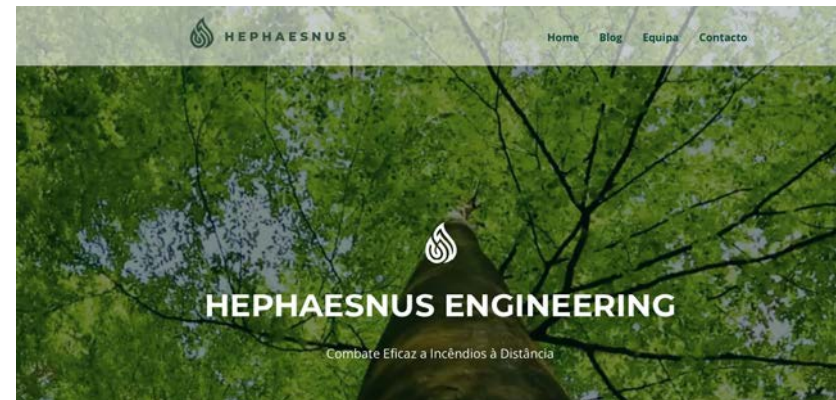 HEPHAESNUS
Home Blog Equipa Contacto
HEPHAESNUS ENGINEERING
Combate Eficaz a Incêndios à Distância